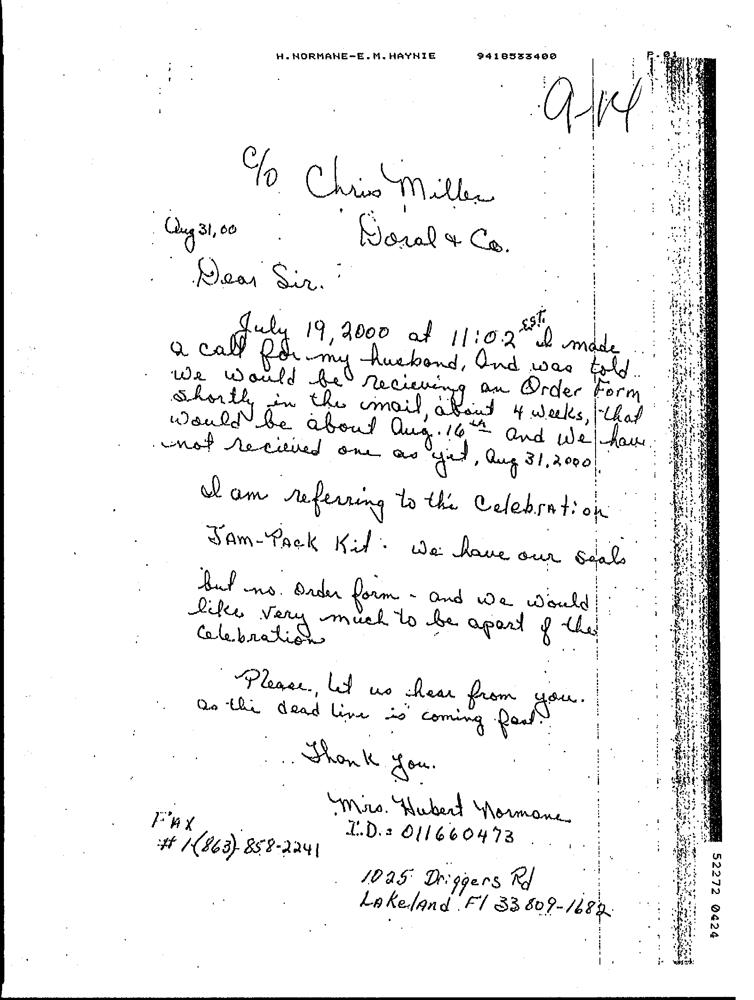 H.NORMANE-E.M.HAYNIE 9418533400 P.01
9-14
c/o Chris Miller
Aug 31,00 Doral & Co.
Dear Sir.
July 19, 2000 at 11:02 EST. I made
a call for my husband, And was told
we would be recieving an Order Form
shortly in the mail, about 4 weeks, that
would be about Aug. 16th and we have
not recieved one as yet, Aug 31, 2000.
I am referring to the Celebration
JAM-PAcK Kit. We have our seals
but no order form - and we would
like very much to be apart of the
Celebration
Please, let us hear from you.
as the dead line is coming fast.
Thank you.
Mrs. Hubert Normane
FAX I.D.: 011660473
# 1-(863)-858-2241
1025 Driggers Rd
LAKeland Fl 33809-1682
52272 0424